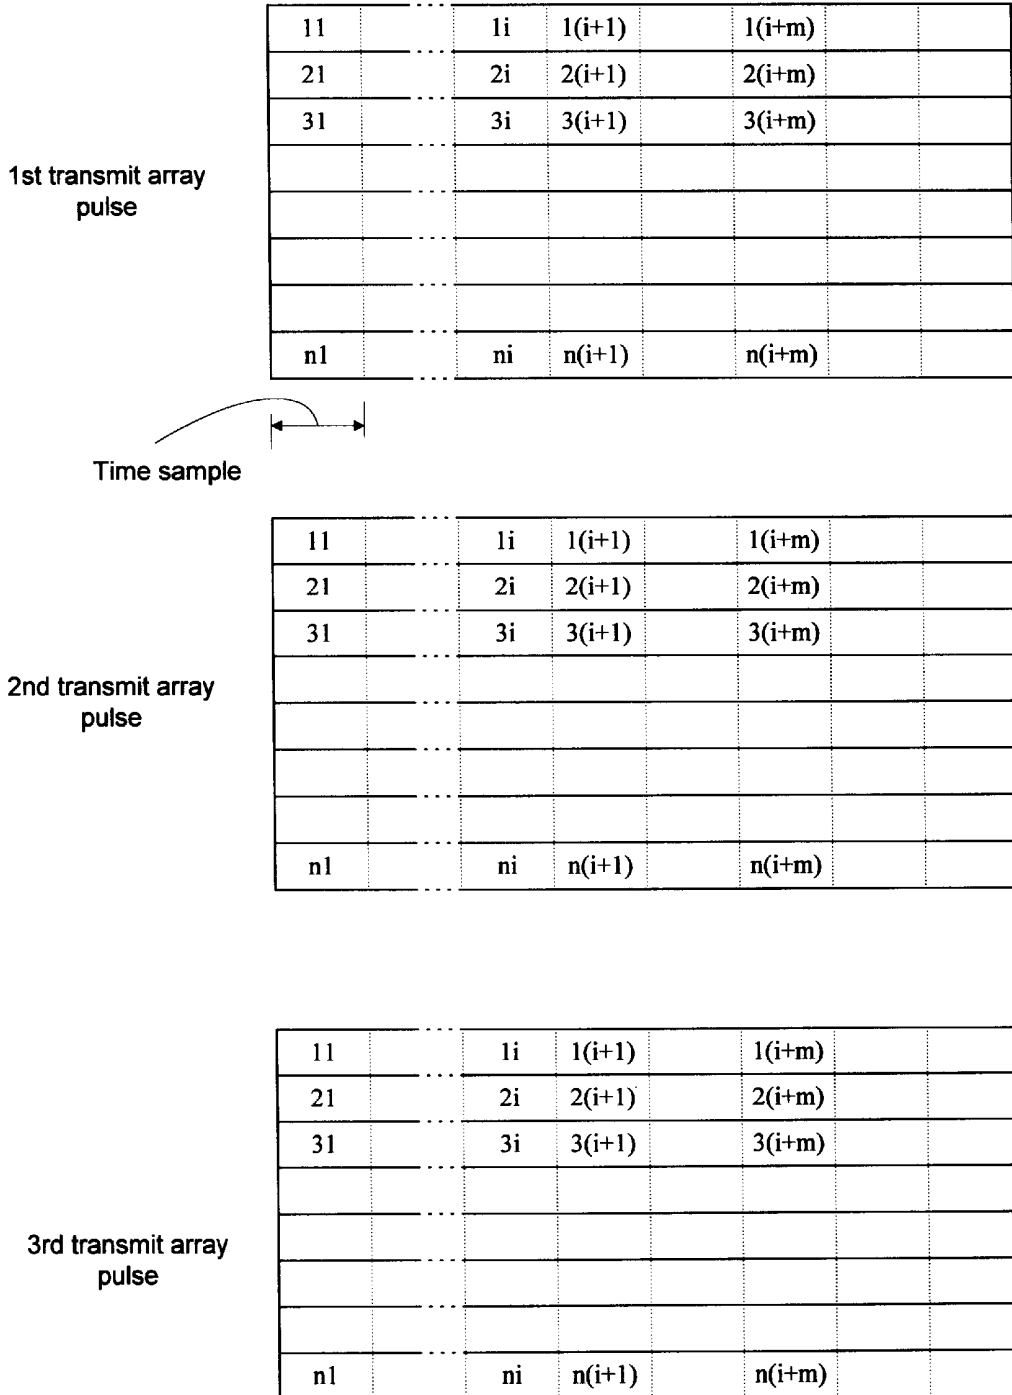 11 ... 1i 1(i+1) 1(i+m)
21 ... 2i 2(i+1) 2(i+m)
31 ... 3i 3(i+1) 3(i+m)
1st transmit array
pulse
n1 ... ni n(i+1) n(i+m)
Time sample
11 ... 1i 1(i+1) 1(i+m)
21 ... 2i 2(i+1) 2(i+m)
31 ... 3i 3(i+1) 3(i+m)
2nd transmit array
pulse
n1 ... ni n(i+1) n(i+m)
11 ... 1i 1(i+1) 1(i+m)
21 ... 2i 2(i+1) 2(i+m)
31 ... 3i 3(i+1) 3(i+m)
3rd transmit array
pulse
n1 ni n(i+1) n(i+m)